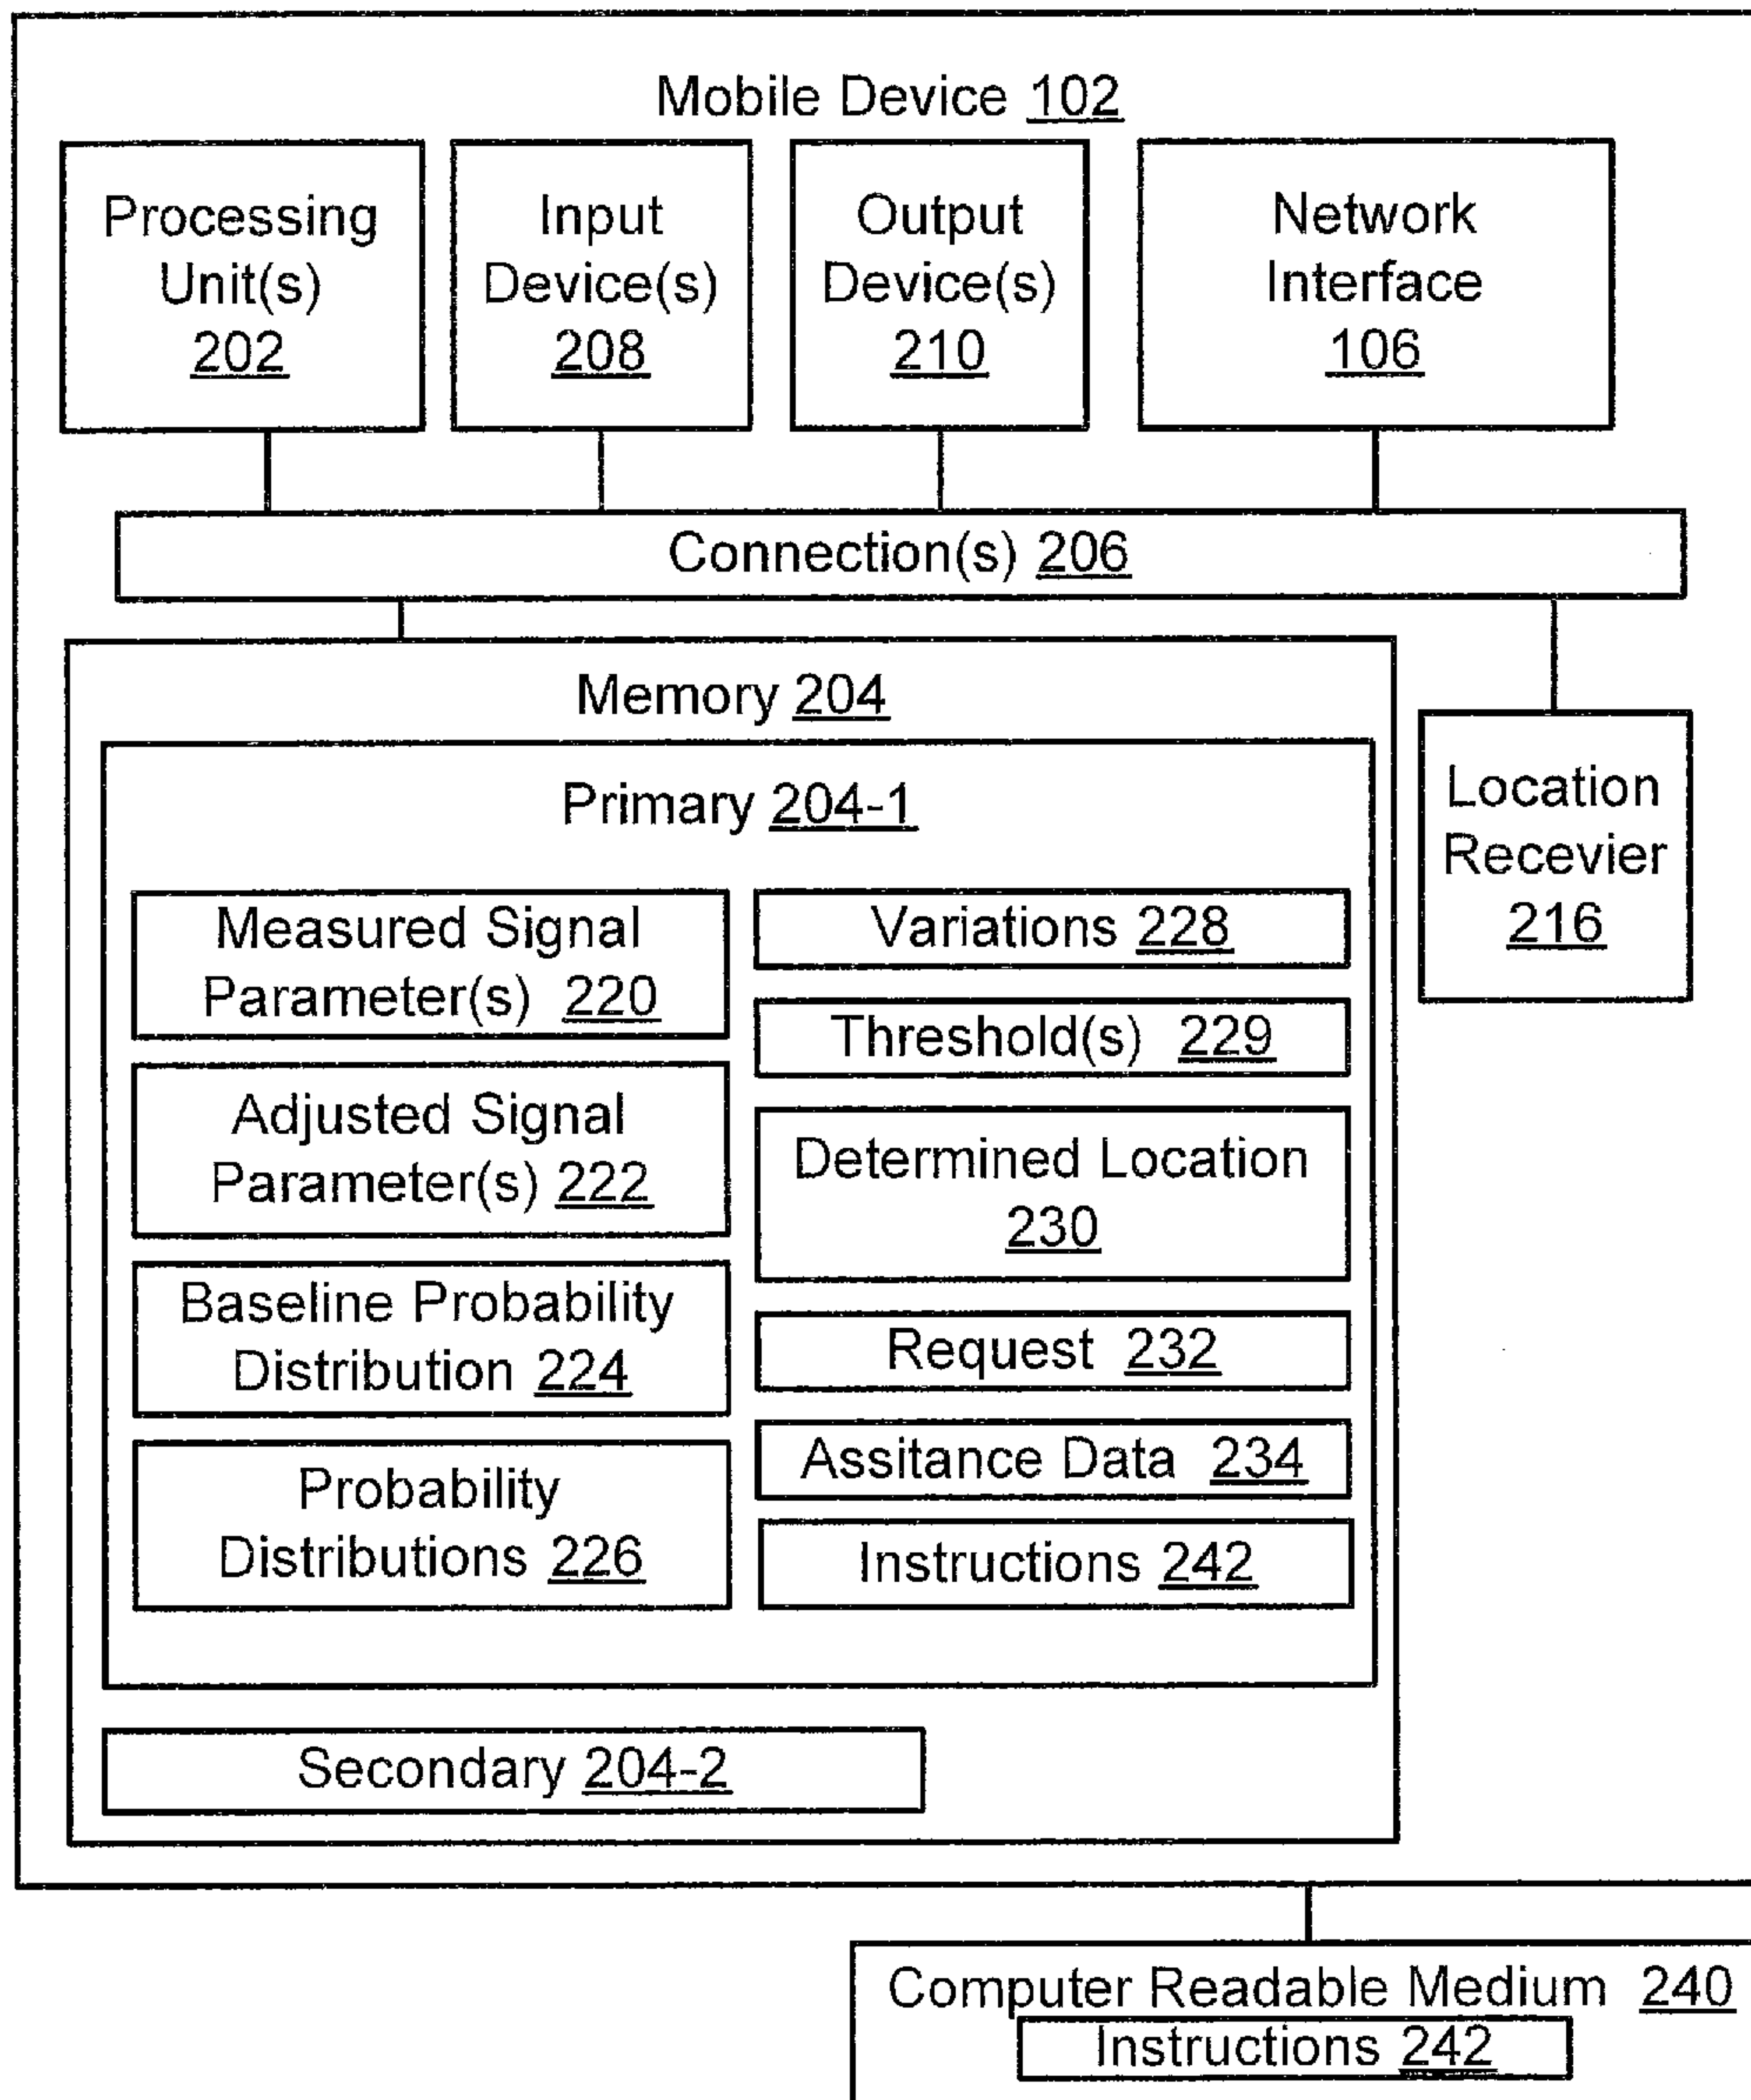 Mobile Device 102
Processing
Unit(s)
202
Input
Device(s)
208
Output
Device(s)
210
Network
Interface
106
Connection(s) 206
Memory 204
Primary 204-1
Measured Signal
Parameter(s) 220
Adjusted Signal
Parameter(s) 222
Baseline Probability
Distribution 224
Probability
Distributions 226
Variations 228
Threshold(s) 229
Determined Location
230
Request 232
Assitance Data 234
Instructions 242
Secondary 204-2
Location
Recevier
216
Computer Readable Medium 240
Instructions 242